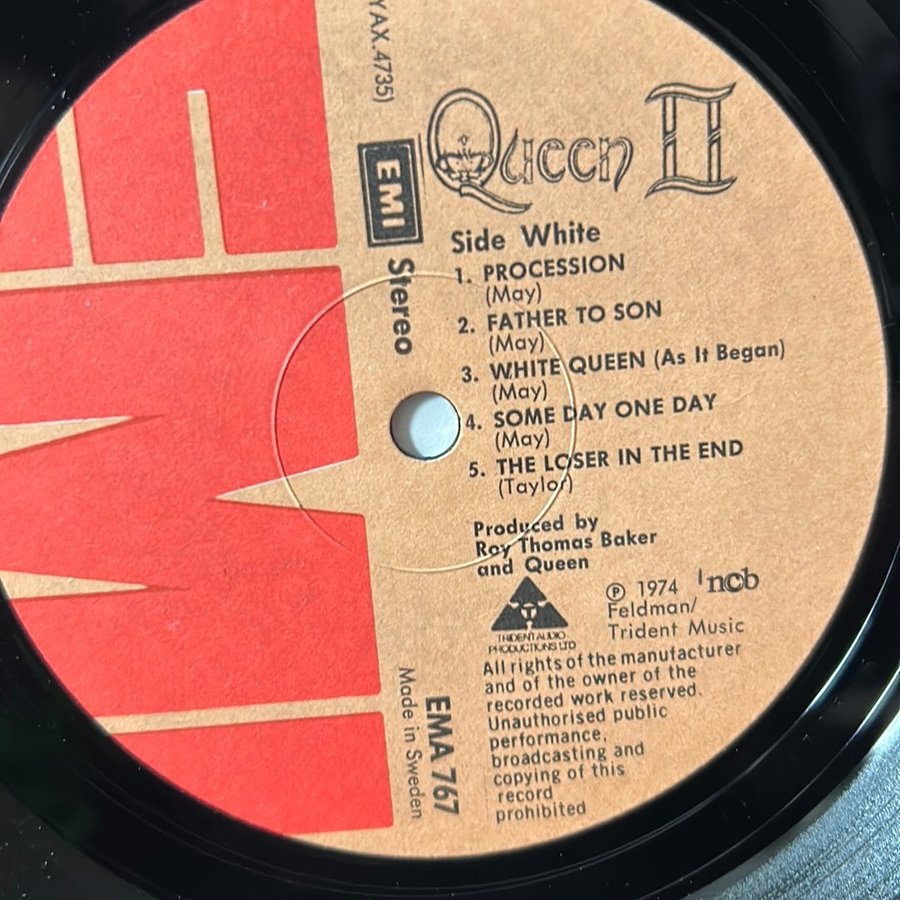 YAX.4735)
EMI
Stereo
Queen II
Side White
1. PROCESSION
(May)
2. FATHER TO SON
(May)
3. WHITE QUEEN (As It Began)
(May)
4. SOME DAY ONE DAY
(May)
5. THE LOSER IN THE END
(Taylor)
Produced by
Roy Thomas Baker
and Queen
TRIDENT AUDIO
PRODUCTIONS LTD
Ⓟ 1974 ncb
Feldman/
Trident Music
All rights of the manufacturer
and of the owner of the
recorded work reserved.
Unauthorised public
performance,
broadcasting and
copying of this
record
prohibited
EMA 767
Made in Sweden